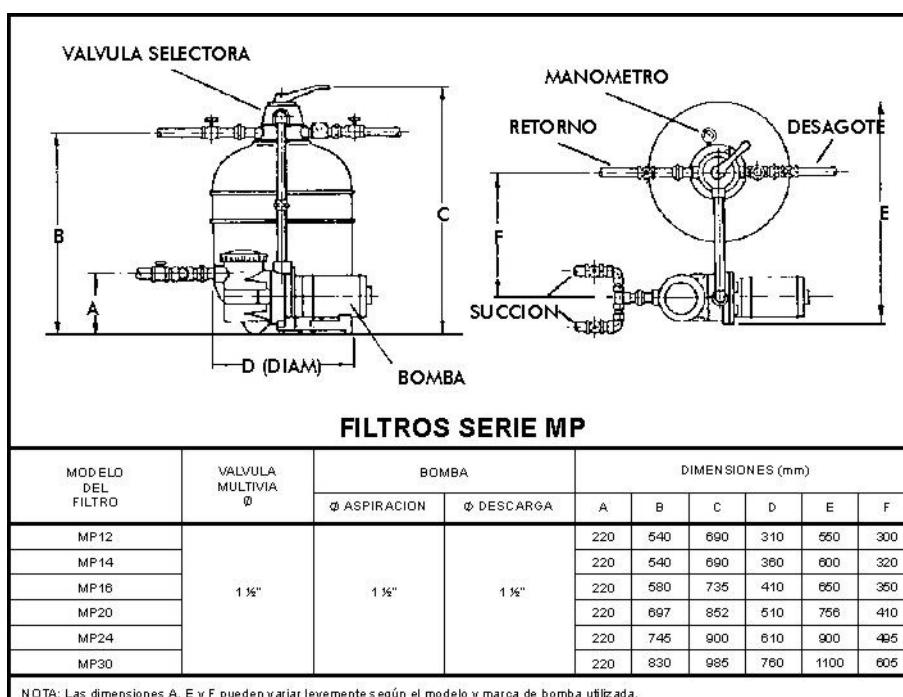 VALVULA SELECTORA
MANOMETRO
RETORNO
DESAGOTE
B
C
A
D (DIAM)
BOMBA
F
E
SUCCION
FILTROS SERIE MP
MODELO DEL FILTRO VALVULA MULTIVIA Ø BOMBA DIMENSIONES (mm)
Ø ASPIRACION Ø DESCARGA A B C D E F
MP12 220 540 690 310 550 300
MP14 220 540 690 360 600 320
MP16 1 ½" 1 ½" 1 ½" 220 580 735 410 650 350
MP20 220 697 852 510 756 410
MP24 220 745 900 610 900 495
MP30 220 830 985 760 1100 605
NOTA: Las dimensiones A, E y F pueden variar levemente según el modelo y marca de bomba utilizada.